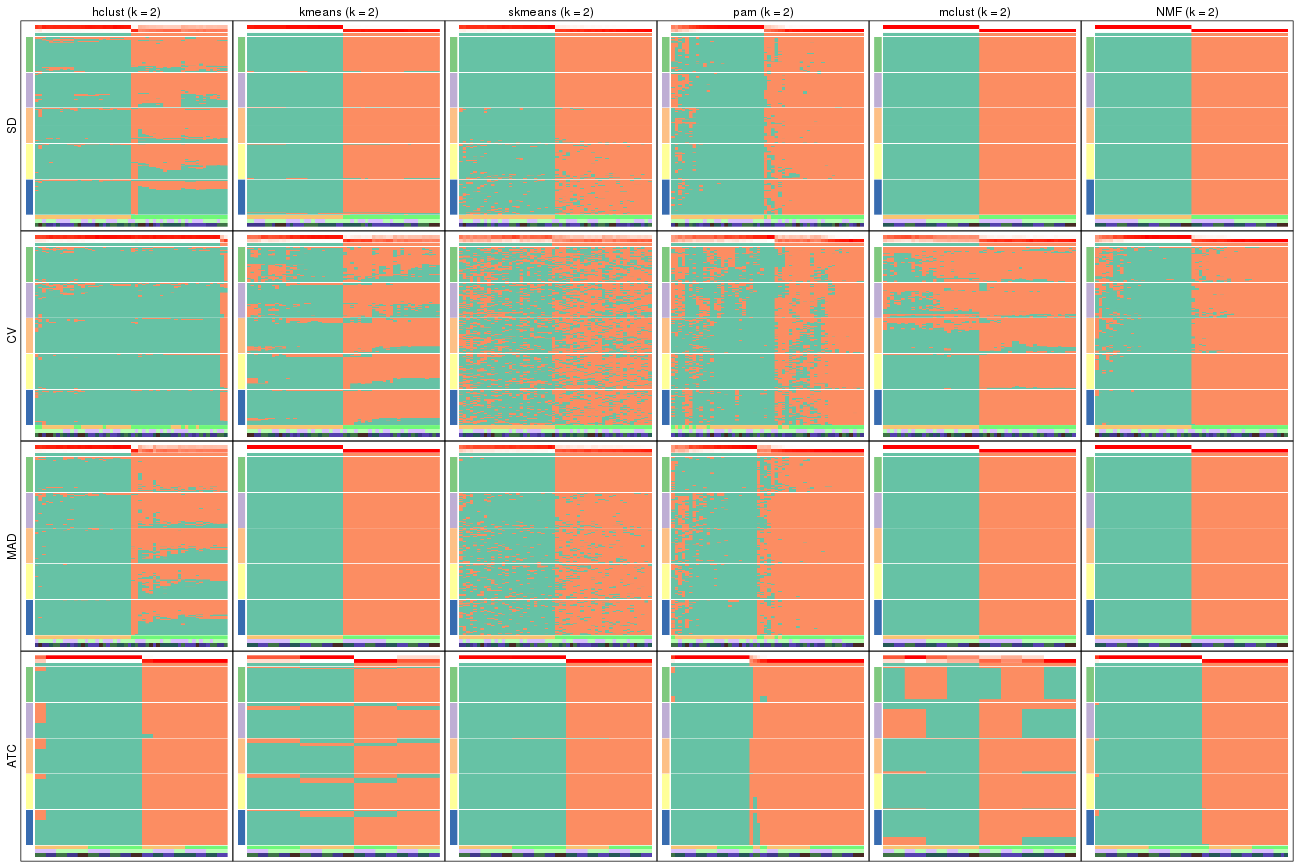 hclust (k = 2) kmeans (k = 2) skmeans (k = 2) pam (k = 2) mclust (k = 2) NMF (k = 2)
SD
CV
MAD
ATC